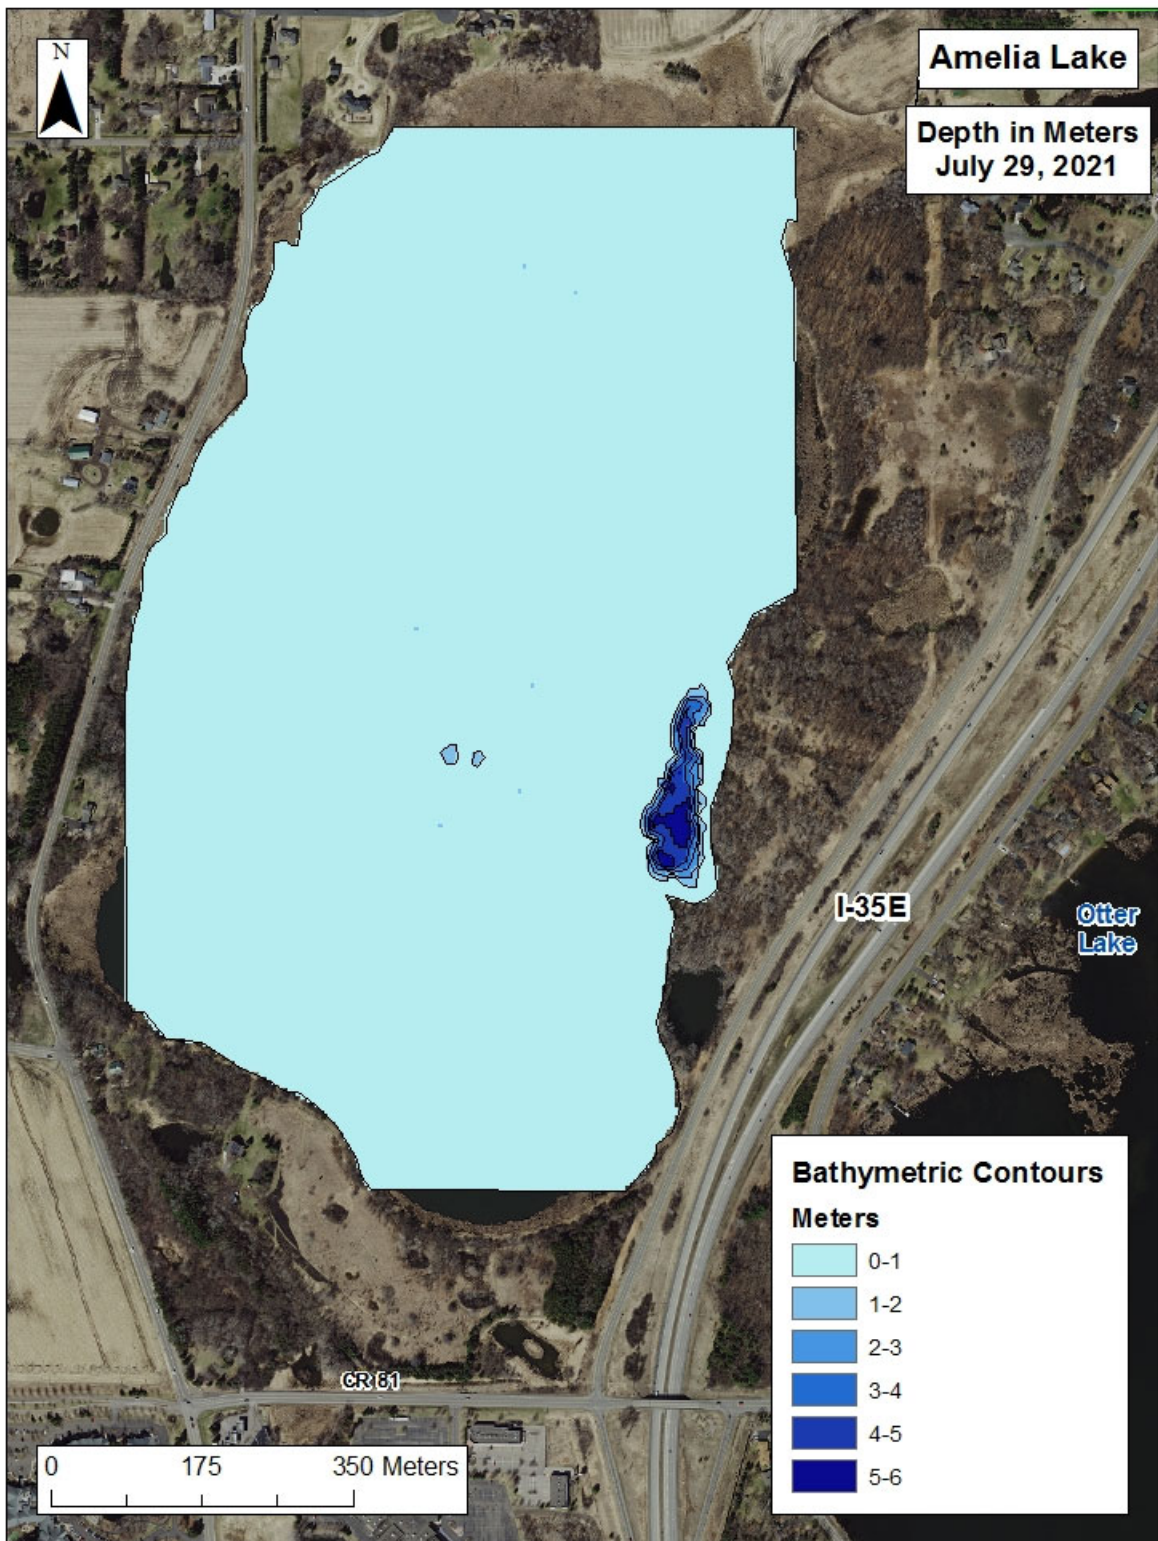 N
Amelia Lake
Depth in Meters
July 29, 2021
I-35E
Otter
Lake
Bathymetric Contours
Meters
0-1
1-2
2-3
3-4
4-5
5-6
CR 81
0 175 350 Meters